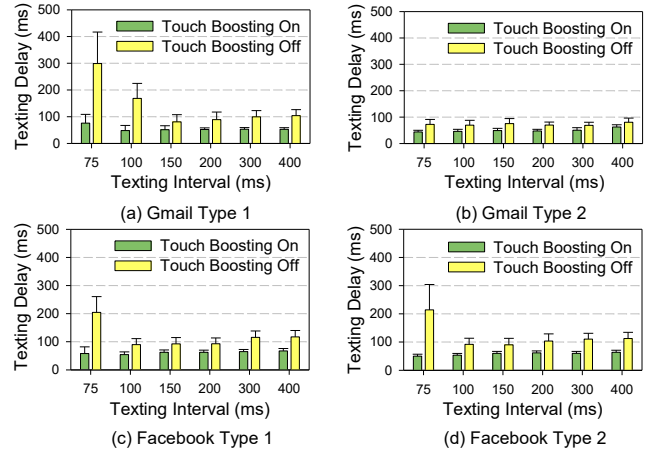 Texting Delay (ms)
500
400
300
200
100
0
Touch Boosting On
Touch Boosting Off
75 100 150 200 300 400
Texting Interval (ms)
(a) Gmail Type 1
Texting Delay (ms)
500
400
300
200
100
0
Touch Boosting On
Touch Boosting Off
75 100 150 200 300 400
Texting Interval (ms)
(b) Gmail Type 2
Texting Delay (ms)
500
400
300
200
100
0
Touch Boosting On
Touch Boosting Off
75 100 150 200 300 400
Texting Interval (ms)
(c) Facebook Type 1
Texting Delay (ms)
500
400
300
200
100
0
Touch Boosting On
Touch Boosting Off
75 100 150 200 300 400
Texting Interval (ms)
(d) Facebook Type 2